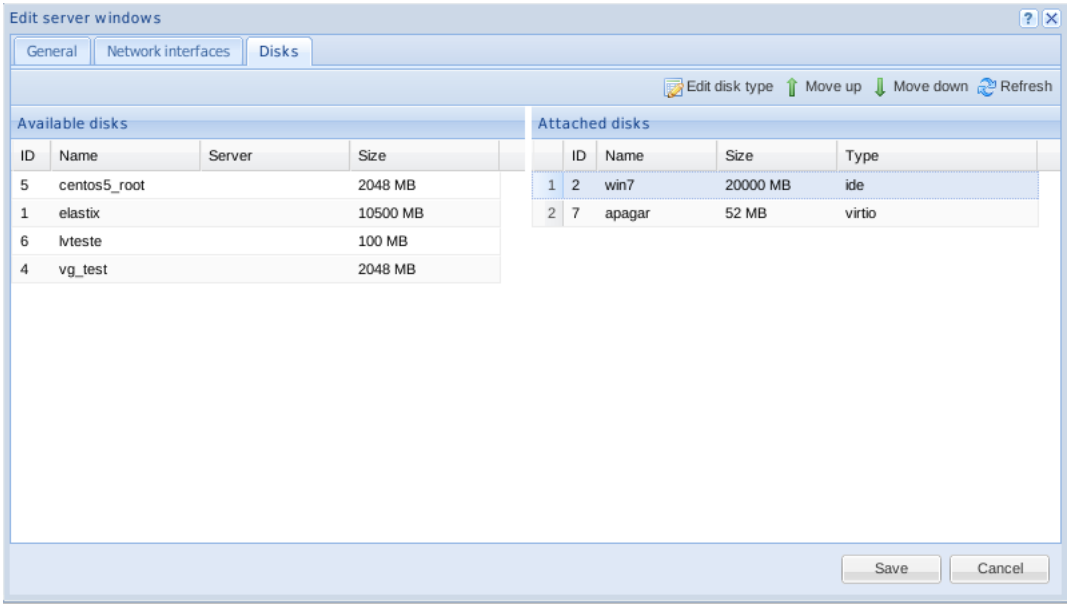 Edit server windows
General Network interfaces Disks
Edit disk type Move up Move down Refresh
Available disks
ID Name Server Size
5 centos5_root 2048 MB
1 elastix 10500 MB
6 lvteste 100 MB
4 vg_test 2048 MB
Attached disks
ID Name Size Type
1 2 win7 20000 MB ide
2 7 apagar 52 MB virtio
Save Cancel